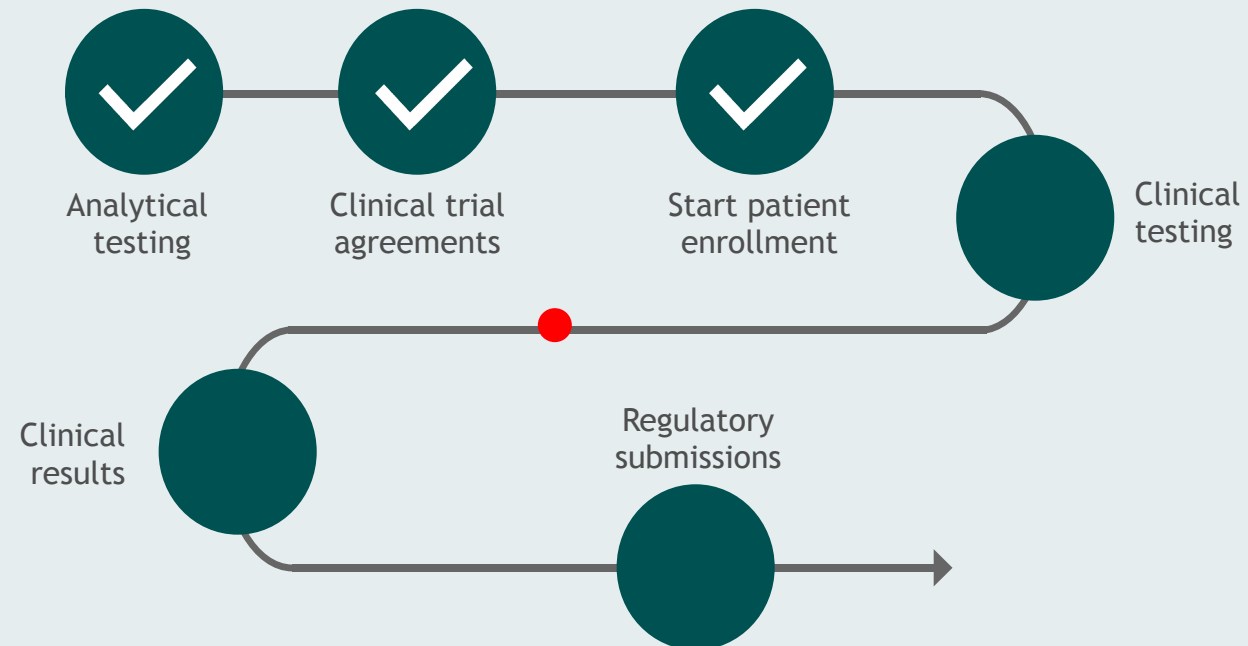 Analytical
testing
Clinical trial
agreements
Start patient
enrollment
Clinical
testing
Clinical
results
Regulatory
submissions